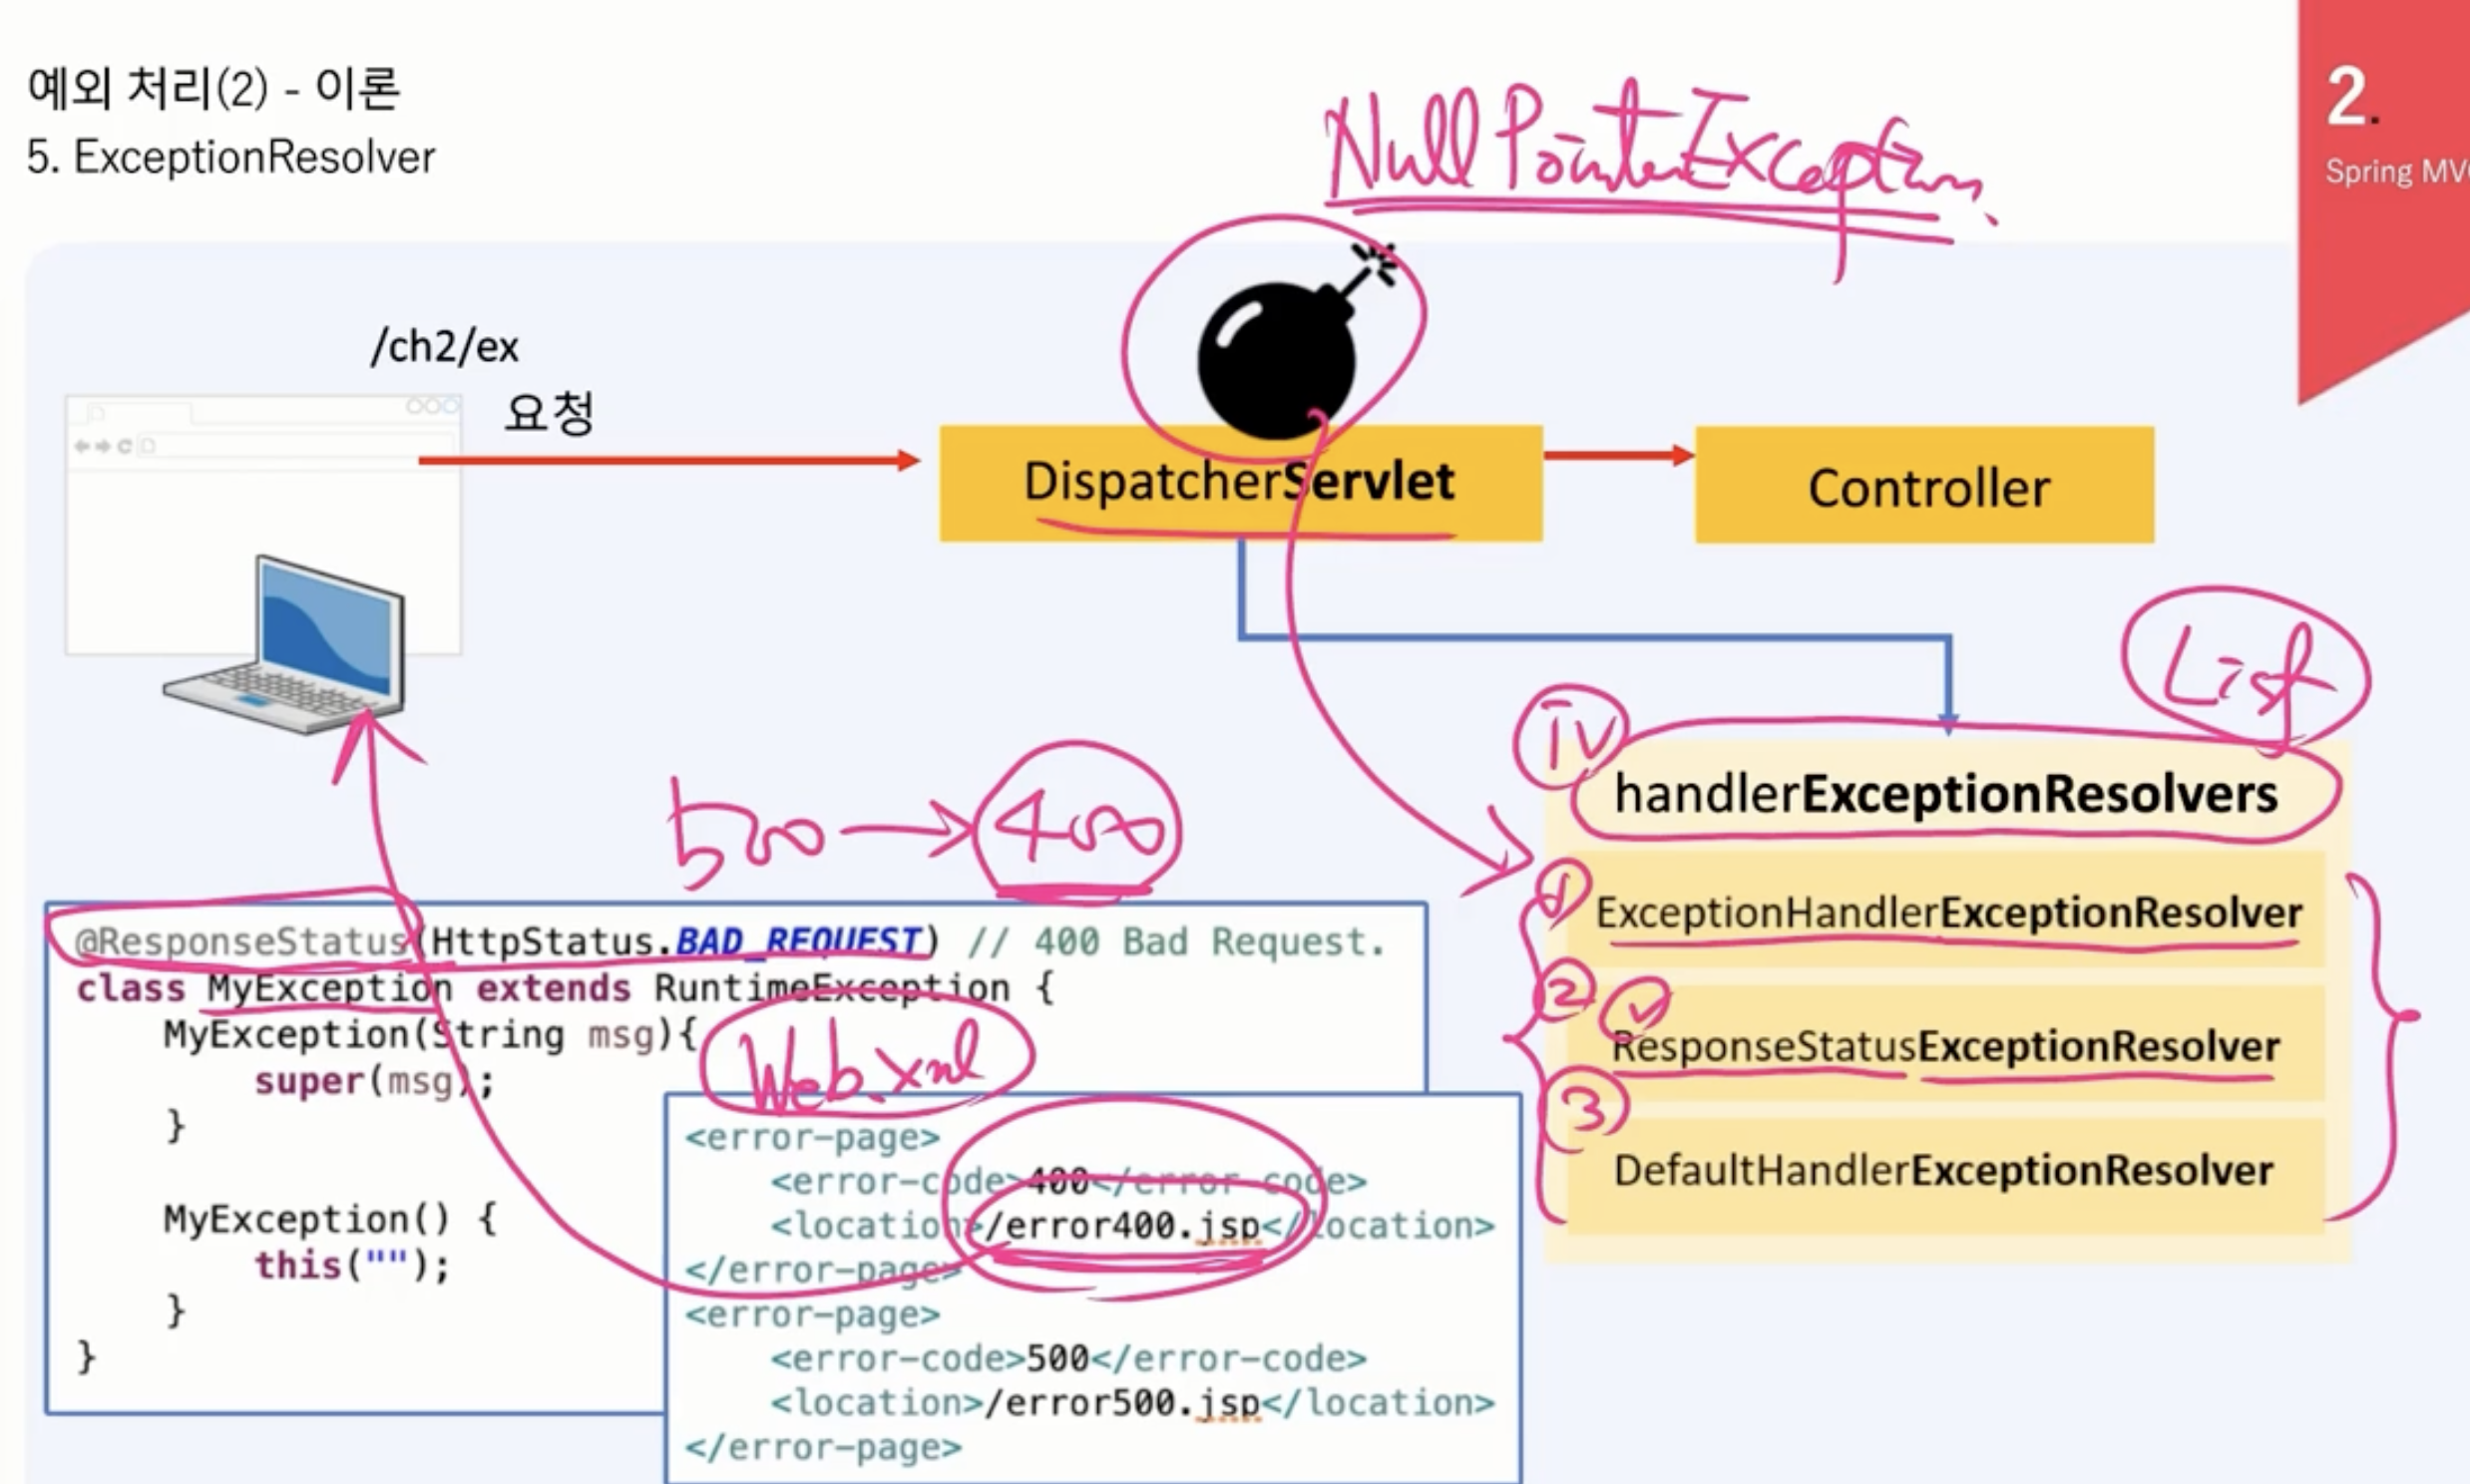 예외 처리(2) - 이론
5. ExceptionResolver
2.
Spring MV
NullPointerException
/ch2/ex
요청
DispatcherServlet
Controller
List
iv
handlerExceptionResolvers
1
ExceptionHandlerExceptionResolver
2
ResponseStatusExceptionResolver
3
DefaultHandlerExceptionResolver
500 → 400
@ResponseStatus(HttpStatus.BAD_REQUEST) // 400 Bad Request.
class MyException extends RuntimeException {
MyException(String msg){
super(msg);
}
MyException() {
this("");
}
}
Web.xml
<error-page>
<error-code>400</error-code>
<location>/error400.jsp</location>
</error-page>
<error-page>
<error-code>500</error-code>
<location>/error500.jsp</location>
</error-page>